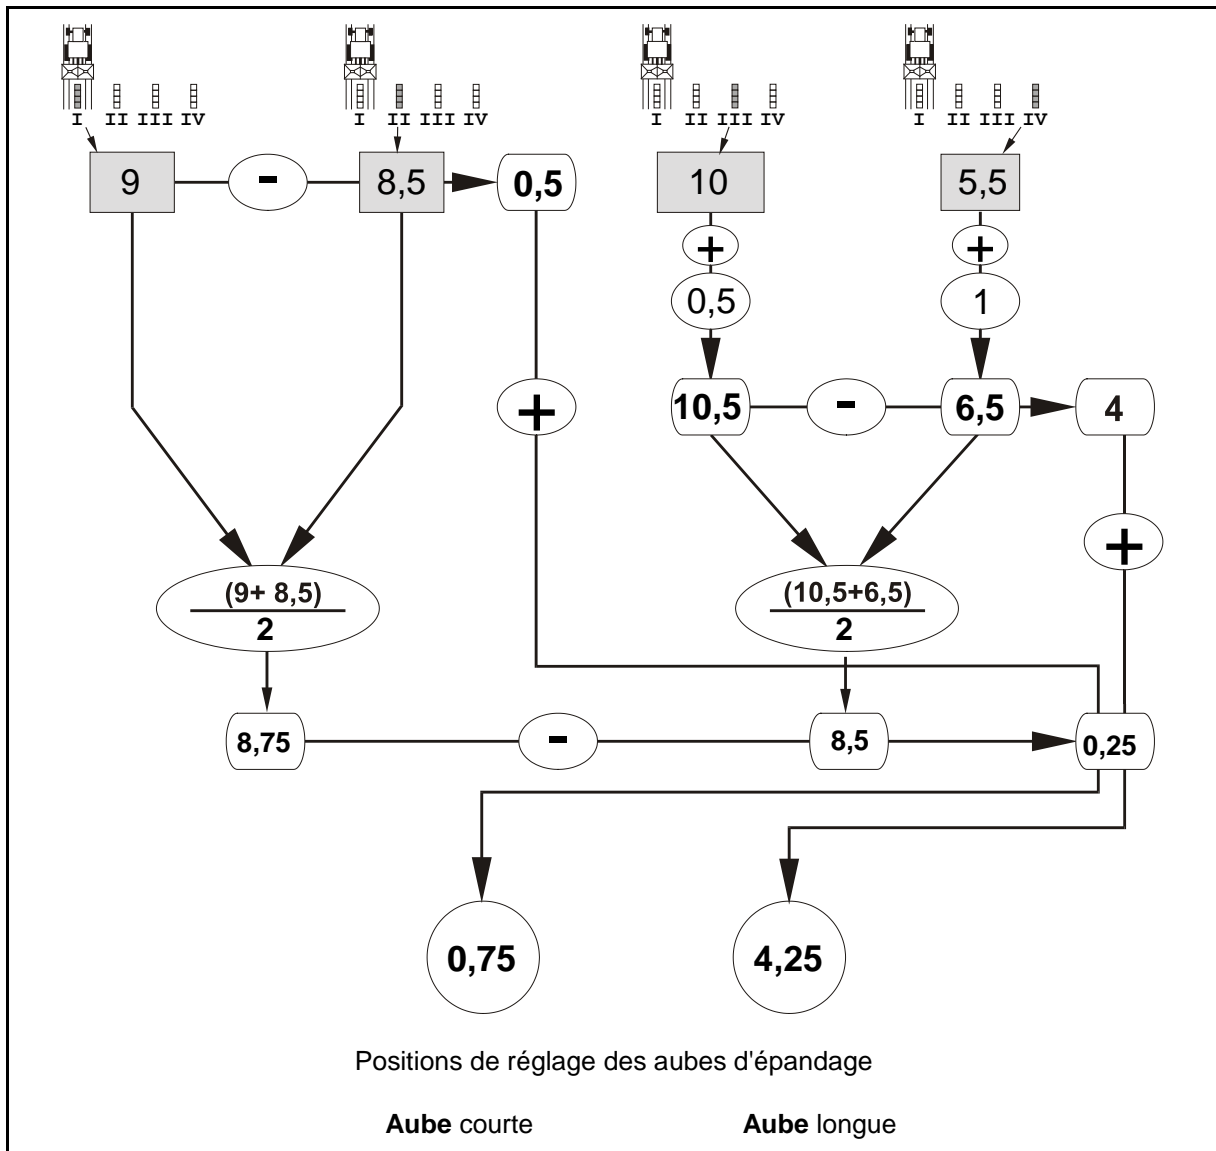 I II III IV I II III IV I II III IV I II III IV
9 - 8,5 0,5 10 5,5
+ +
0,5 1
10,5 - 6,5 4
+
+
(9+ 8,5)
2
(10,5+6,5)
2
8,75 - 8,5 0,25
0,75 4,25
Positions de réglage des aubes d'épandage
Aube courte Aube longue